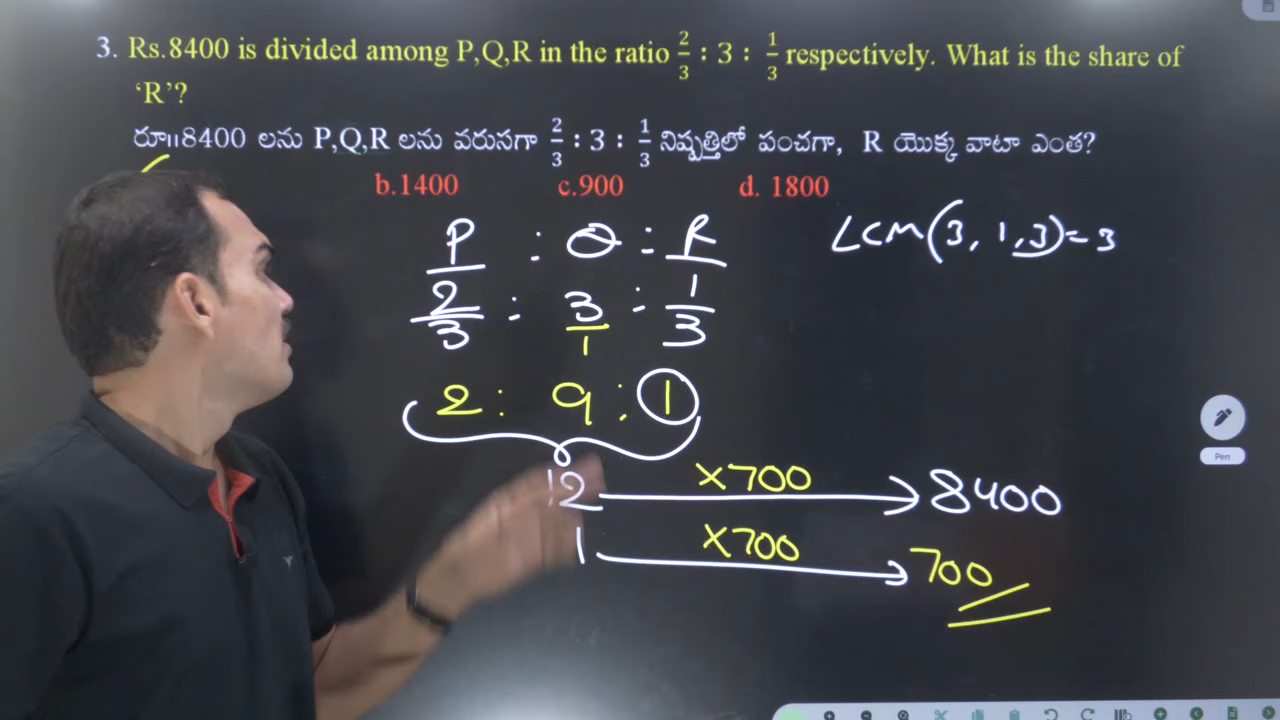 3. Rs.8400 is divided among P,Q,R in the ratio 2/3 : 3 : 1/3 respectively. What is the share of
'R'?
రూ॥8400 లను P,Q,R లను వరుసగా 2/3 : 3 : 1/3 నిష్పత్తిలో పంచగా, R యొక్క వాటా ఎంత?
b.1400 c.900 d. 1800
P : Q : R
LCM(3, 1, 3)=3
2/3 : 3/1 : 1/3
2 : 9 : 1
12 ×700 8400
1 ×700 700
Pen